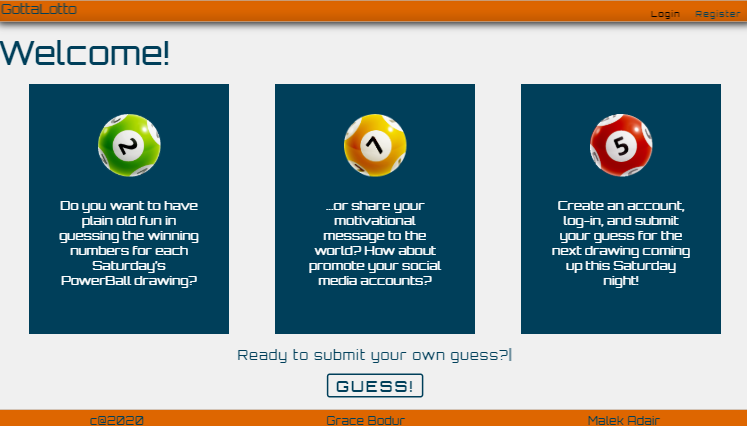 GottaLotto
Login Register
Welcome!
2
Do you want to have
plain old fun in
guessing the winning
numbers for each
Saturday's
PowerBall drawing?
7
...or share your
motivational
message to the
world? How about
promote your social
media accounts?
5
Create an account,
log-in, and submit
your guess for the
next drawing coming
up this Saturday
night!
Ready to submit your own guess?|
GUESS!
c@2020 Grace Bodur Malek Adair